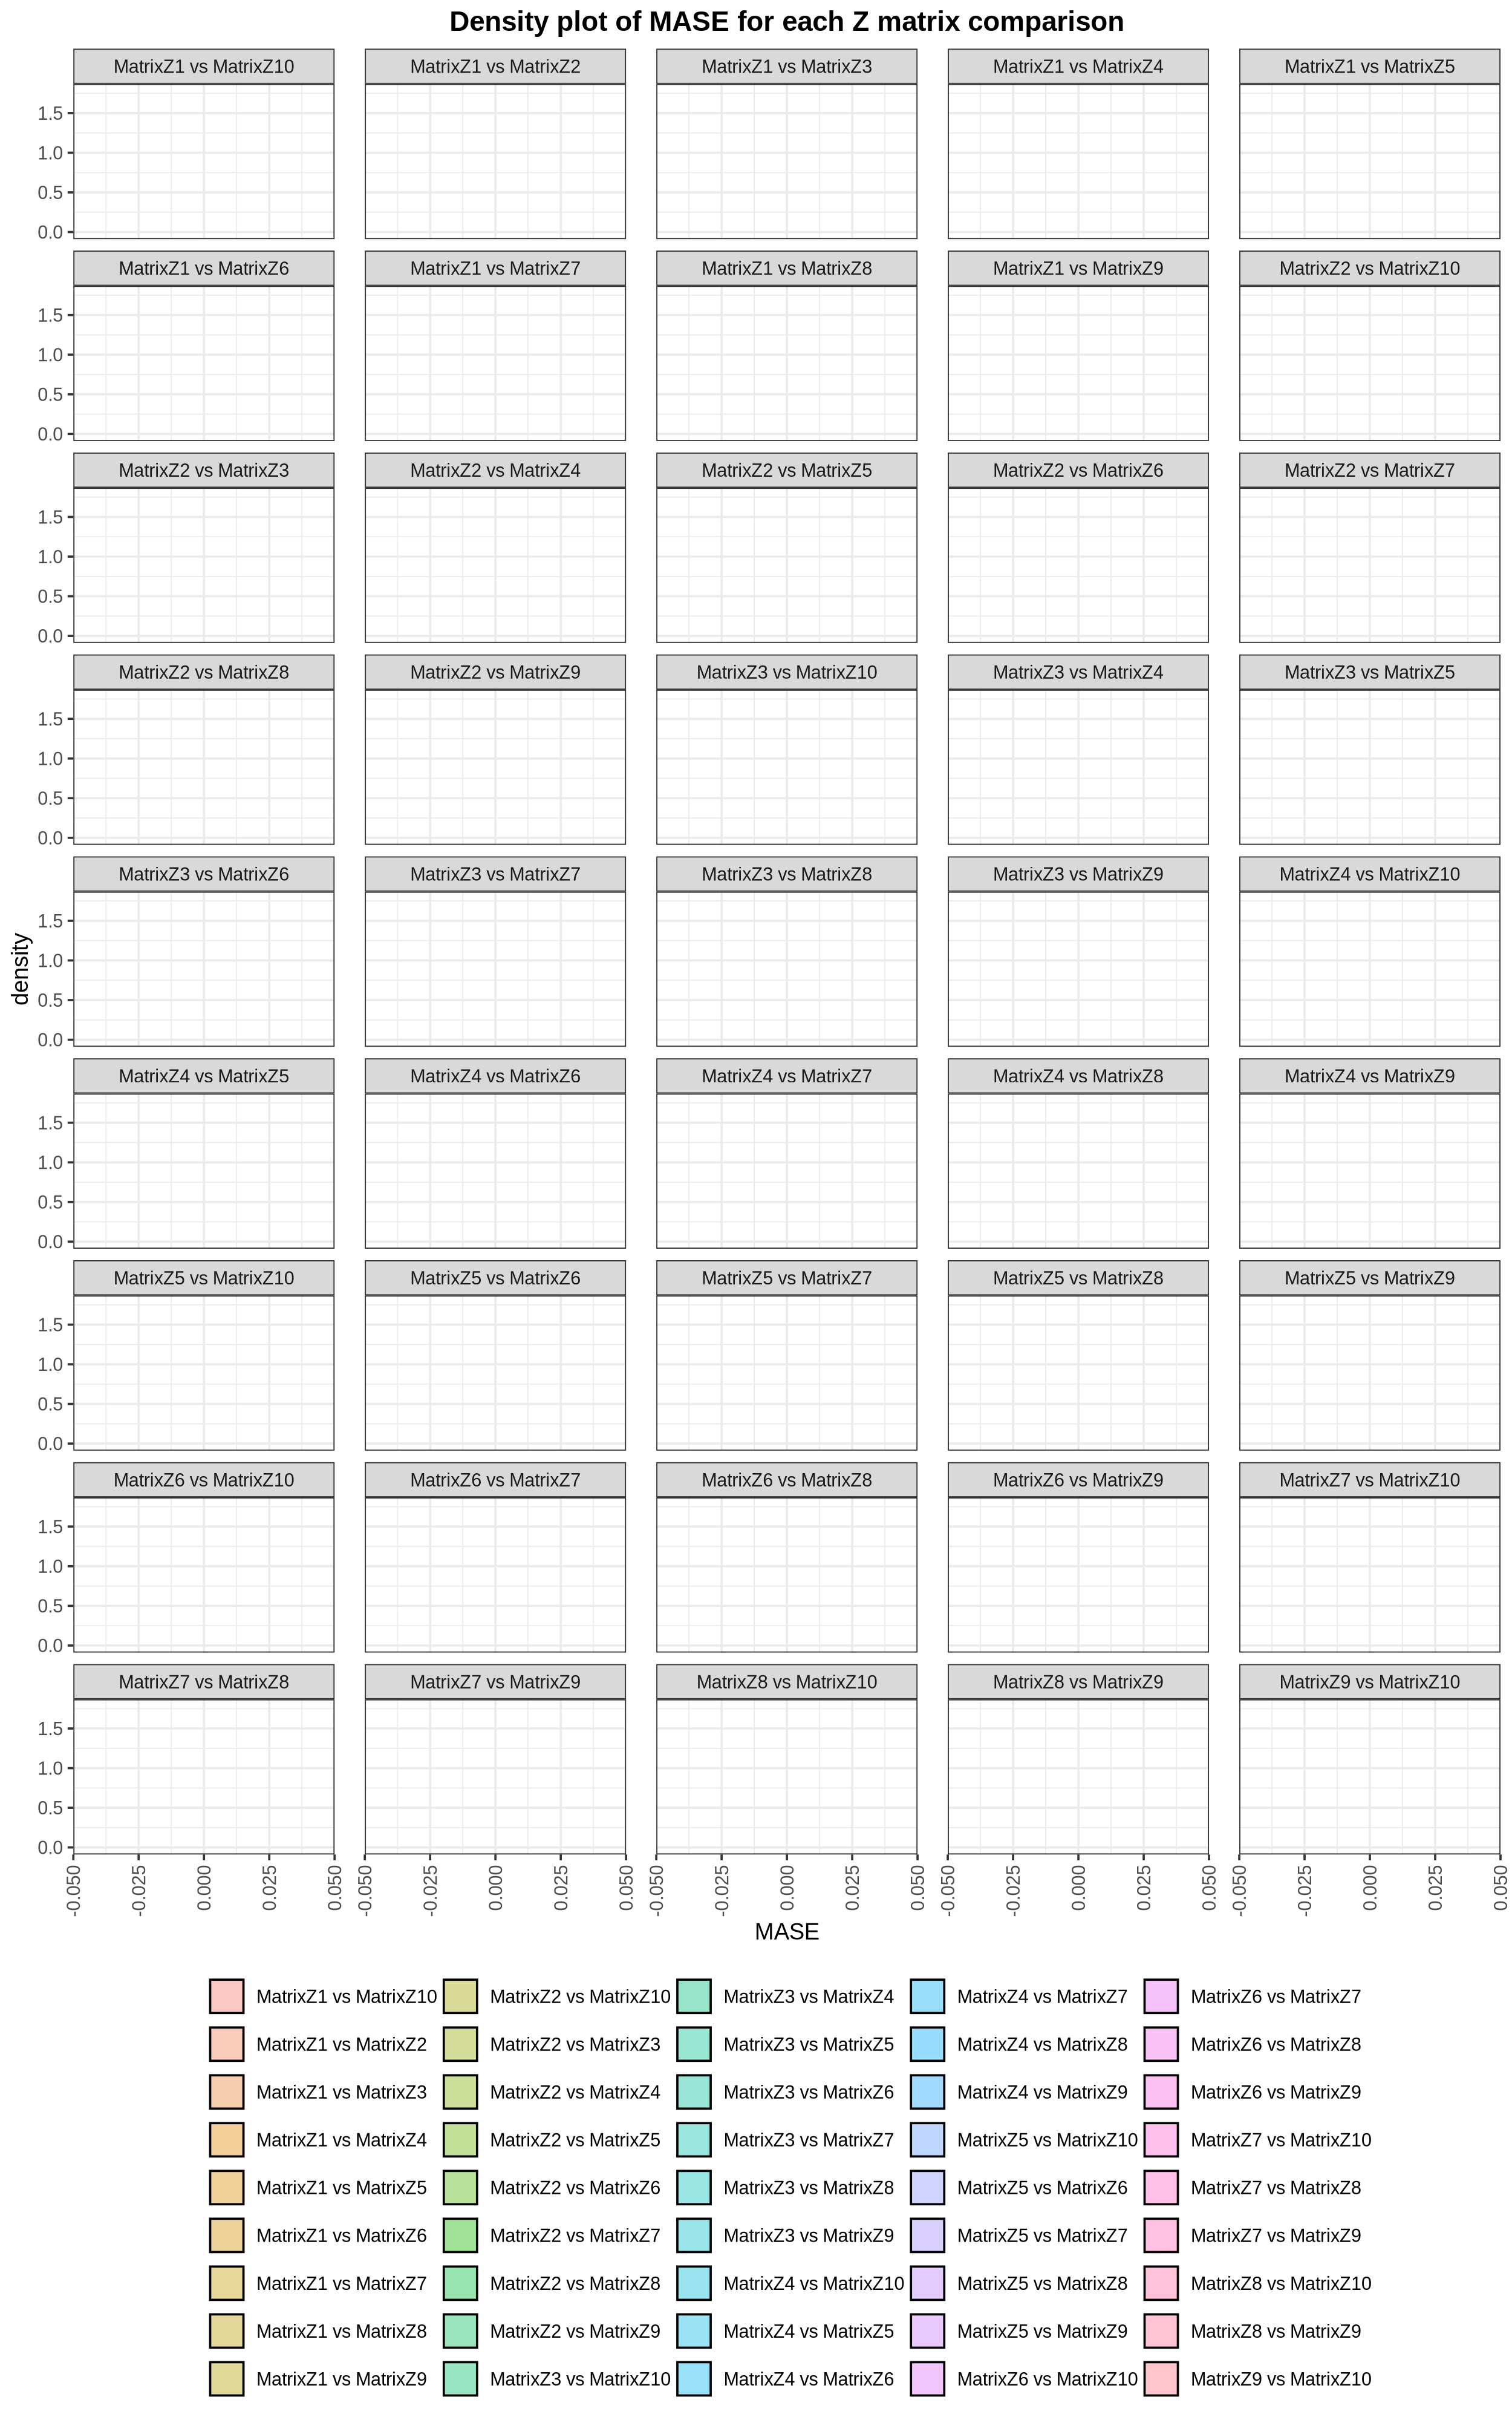 Density plot of MASE for each Z matrix comparison
MatrixZ1 vs MatrixZ10 MatrixZ1 vs MatrixZ2 MatrixZ1 vs MatrixZ3 MatrixZ1 vs MatrixZ4 MatrixZ1 vs MatrixZ5
1.5
1.0
0.5
0.0
MatrixZ1 vs MatrixZ6 MatrixZ1 vs MatrixZ7 MatrixZ1 vs MatrixZ8 MatrixZ1 vs MatrixZ9 MatrixZ2 vs MatrixZ10
1.5
1.0
0.5
0.0
MatrixZ2 vs MatrixZ3 MatrixZ2 vs MatrixZ4 MatrixZ2 vs MatrixZ5 MatrixZ2 vs MatrixZ6 MatrixZ2 vs MatrixZ7
1.5
1.0
0.5
0.0
MatrixZ2 vs MatrixZ8 MatrixZ2 vs MatrixZ9 MatrixZ3 vs MatrixZ10 MatrixZ3 vs MatrixZ4 MatrixZ3 vs MatrixZ5
1.5
1.0
0.5
0.0
MatrixZ3 vs MatrixZ6 MatrixZ3 vs MatrixZ7 MatrixZ3 vs MatrixZ8 MatrixZ3 vs MatrixZ9 MatrixZ4 vs MatrixZ10
density
1.5
1.0
0.5
0.0
MatrixZ4 vs MatrixZ5 MatrixZ4 vs MatrixZ6 MatrixZ4 vs MatrixZ7 MatrixZ4 vs MatrixZ8 MatrixZ4 vs MatrixZ9
1.5
1.0
0.5
0.0
MatrixZ5 vs MatrixZ10 MatrixZ5 vs MatrixZ6 MatrixZ5 vs MatrixZ7 MatrixZ5 vs MatrixZ8 MatrixZ5 vs MatrixZ9
1.5
1.0
0.5
0.0
MatrixZ6 vs MatrixZ10 MatrixZ6 vs MatrixZ7 MatrixZ6 vs MatrixZ8 MatrixZ6 vs MatrixZ9 MatrixZ7 vs MatrixZ10
1.5
1.0
0.5
0.0
MatrixZ7 vs MatrixZ8 MatrixZ7 vs MatrixZ9 MatrixZ8 vs MatrixZ10 MatrixZ8 vs MatrixZ9 MatrixZ9 vs MatrixZ10
1.5
1.0
0.5
0.0
-0.050 -0.025 0.000 0.025 0.050 -0.050 -0.025 0.000 0.025 0.050 -0.050 -0.025 0.000 0.025 0.050 -0.050 -0.025 0.000 0.025 0.050 -0.050 -0.025 0.000 0.025 0.050
MASE
MatrixZ1 vs MatrixZ10 MatrixZ2 vs MatrixZ10 MatrixZ3 vs MatrixZ4 MatrixZ4 vs MatrixZ7 MatrixZ6 vs MatrixZ7
MatrixZ1 vs MatrixZ2 MatrixZ2 vs MatrixZ3 MatrixZ3 vs MatrixZ5 MatrixZ4 vs MatrixZ8 MatrixZ6 vs MatrixZ8
MatrixZ1 vs MatrixZ3 MatrixZ2 vs MatrixZ4 MatrixZ3 vs MatrixZ6 MatrixZ4 vs MatrixZ9 MatrixZ6 vs MatrixZ9
MatrixZ1 vs MatrixZ4 MatrixZ2 vs MatrixZ5 MatrixZ3 vs MatrixZ7 MatrixZ5 vs MatrixZ10 MatrixZ7 vs MatrixZ10
MatrixZ1 vs MatrixZ5 MatrixZ2 vs MatrixZ6 MatrixZ3 vs MatrixZ8 MatrixZ5 vs MatrixZ6 MatrixZ7 vs MatrixZ8
MatrixZ1 vs MatrixZ6 MatrixZ2 vs MatrixZ7 MatrixZ3 vs MatrixZ9 MatrixZ5 vs MatrixZ7 MatrixZ7 vs MatrixZ9
MatrixZ1 vs MatrixZ7 MatrixZ2 vs MatrixZ8 MatrixZ4 vs MatrixZ10 MatrixZ5 vs MatrixZ8 MatrixZ8 vs MatrixZ10
MatrixZ1 vs MatrixZ8 MatrixZ2 vs MatrixZ9 MatrixZ4 vs MatrixZ5 MatrixZ5 vs MatrixZ9 MatrixZ8 vs MatrixZ9
MatrixZ1 vs MatrixZ9 MatrixZ3 vs MatrixZ10 MatrixZ4 vs MatrixZ6 MatrixZ6 vs MatrixZ10 MatrixZ9 vs MatrixZ10